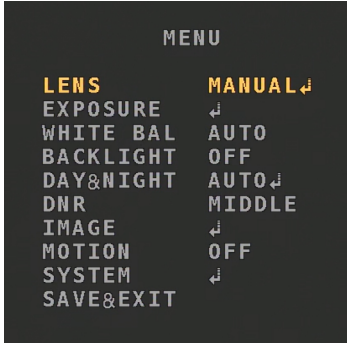 MENU
LENS MANUAL↲
EXPOSURE ↲
WHITE BAL AUTO
BACKLIGHT OFF
DAY&NIGHT AUTO↲
DNR MIDDLE
IMAGE ↲
MOTION OFF
SYSTEM ↲
SAVE&EXIT